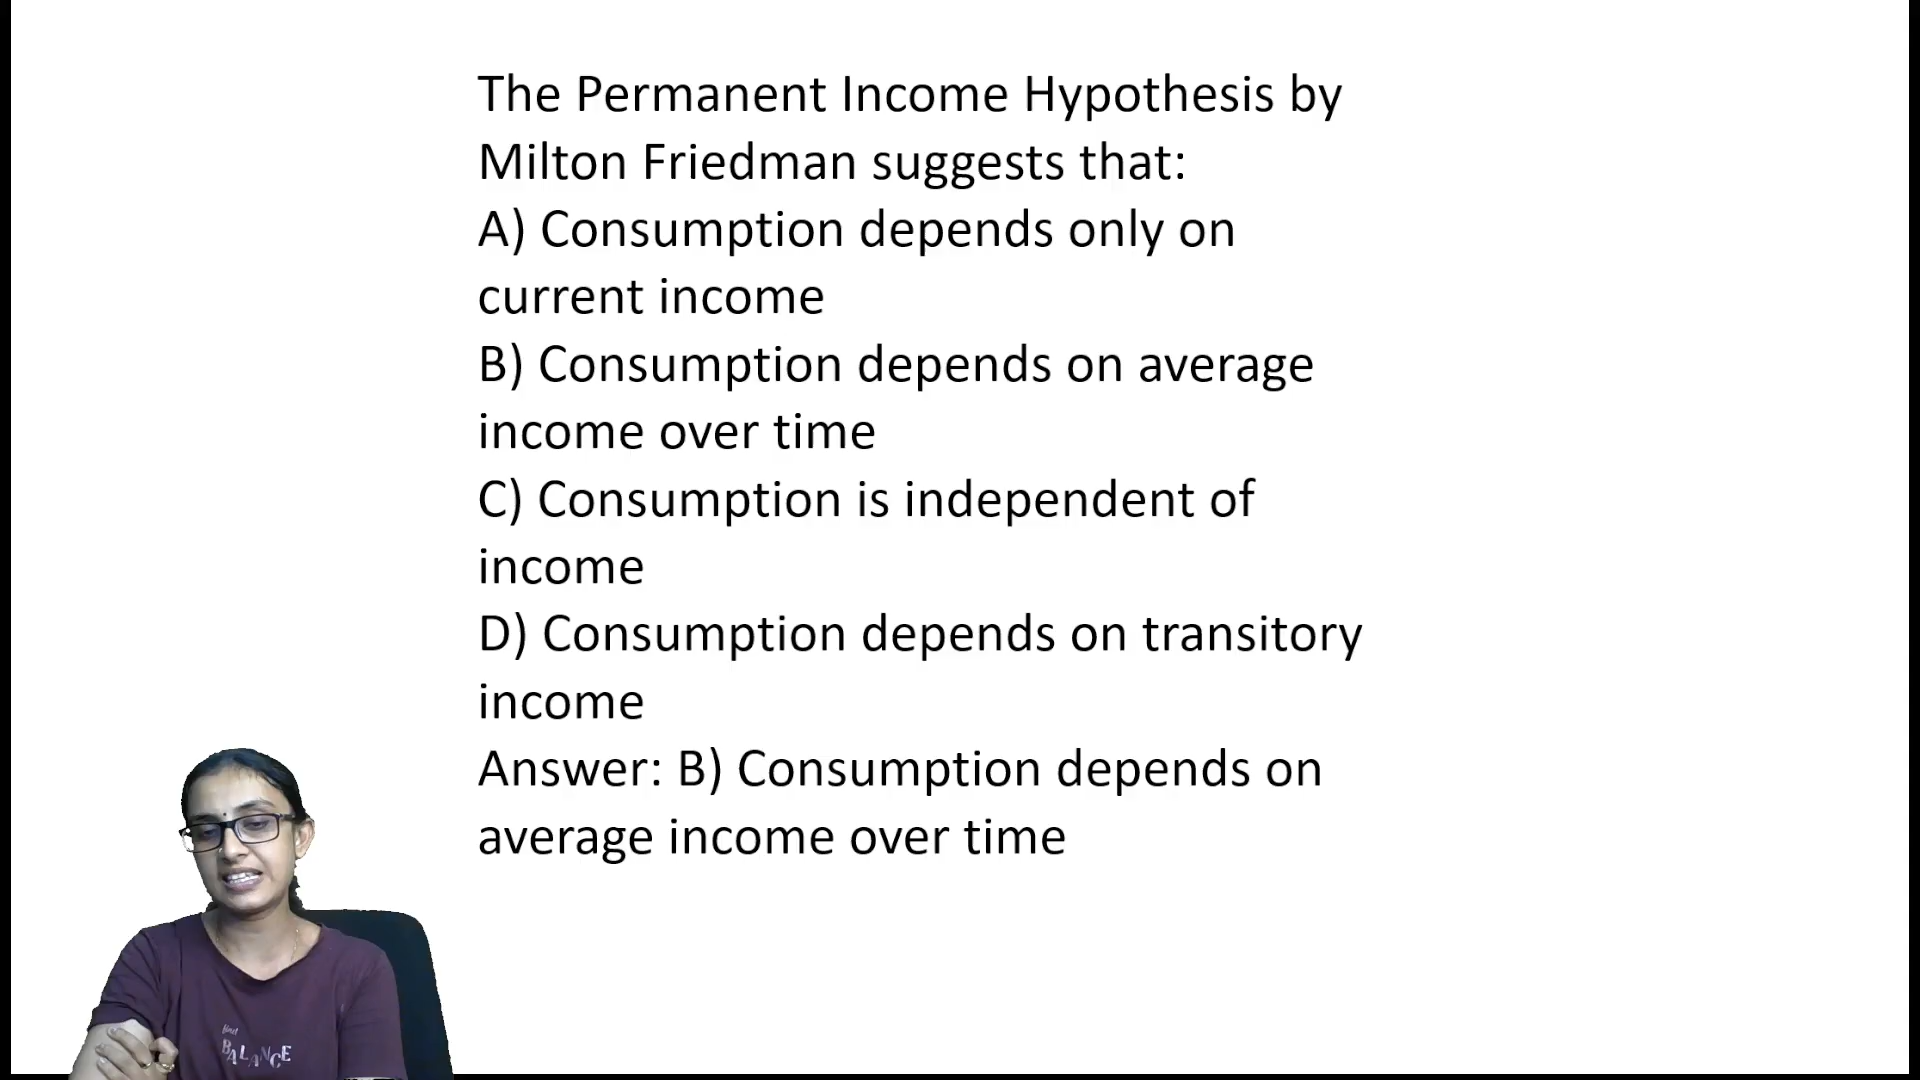 The Permanent Income Hypothesis by
Milton Friedman suggests that:
A) Consumption depends only on
current income
B) Consumption depends on average
income over time
C) Consumption is independent of
income
D) Consumption depends on transitory
income
Answer: B) Consumption depends on
average income over time
find
BALANCE